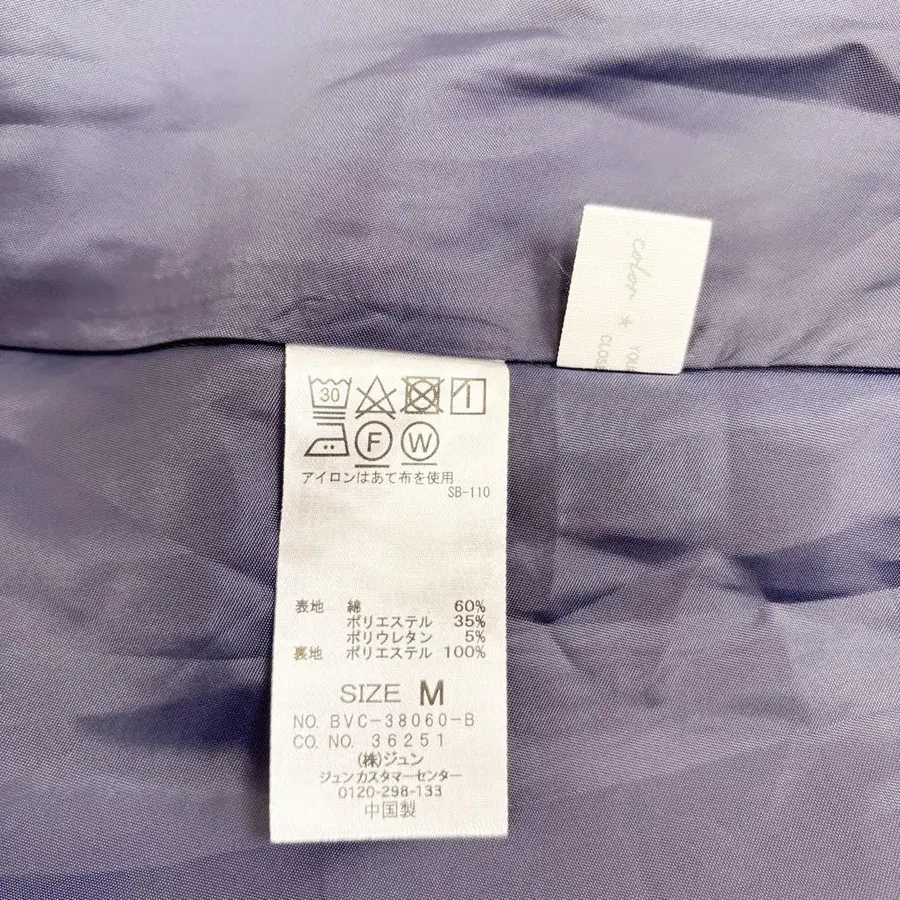 color ★
YOU
CLOS
30
F W
アイロンはあて布を使用
SB-110
表地 綿 60%
ポリエステル 35%
ポリウレタン 5%
裏地 ポリエステル 100%
SIZE M
NO. BVC-38060-B
CO. NO. 36251
(株)ジュン
ジュンカスタマーセンター
0120-298-133
中国製